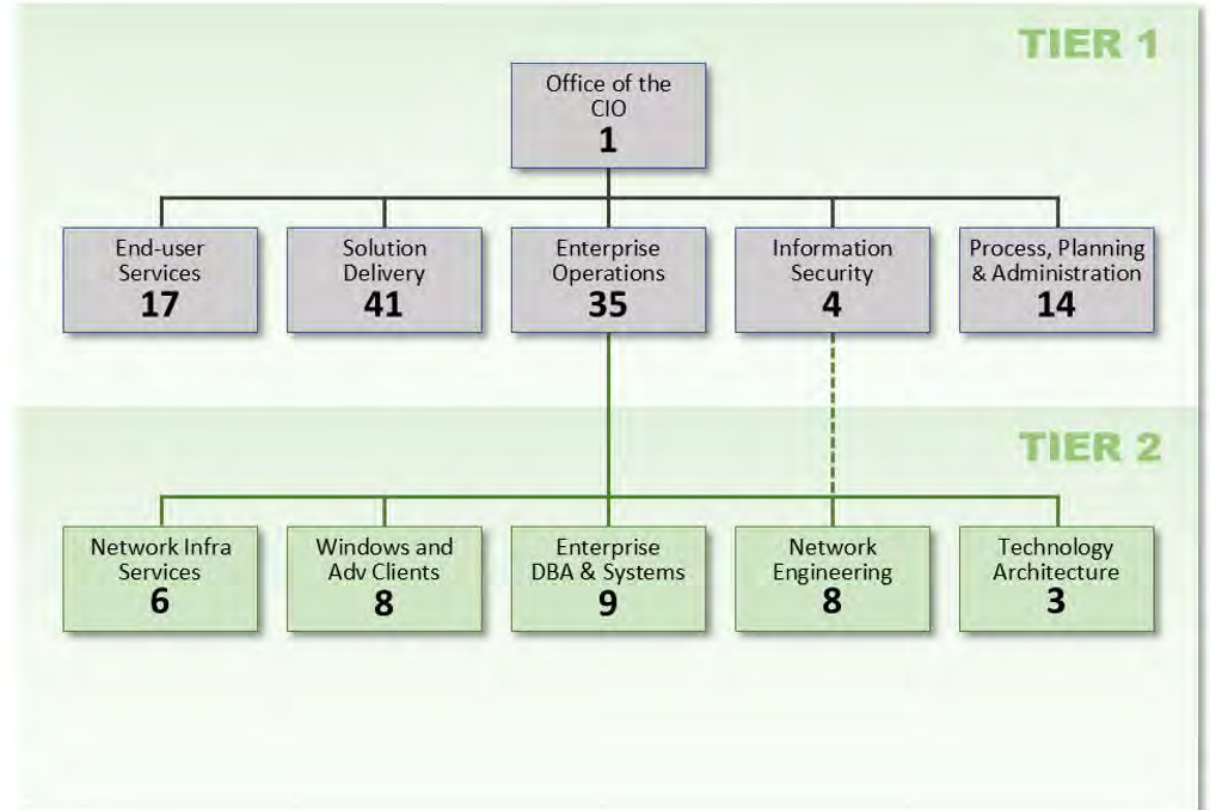 TIER 1
Office of the
CIO
1
End-user
Services
17
Solution
Delivery
41
Enterprise
Operations
35
Information
Security
4
Process, Planning
& Administration
14
TIER 2
Network Infra
Services
6
Windows and
Adv Clients
8
Enterprise
DBA & Systems
9
Network
Engineering
8
Technology
Architecture
3